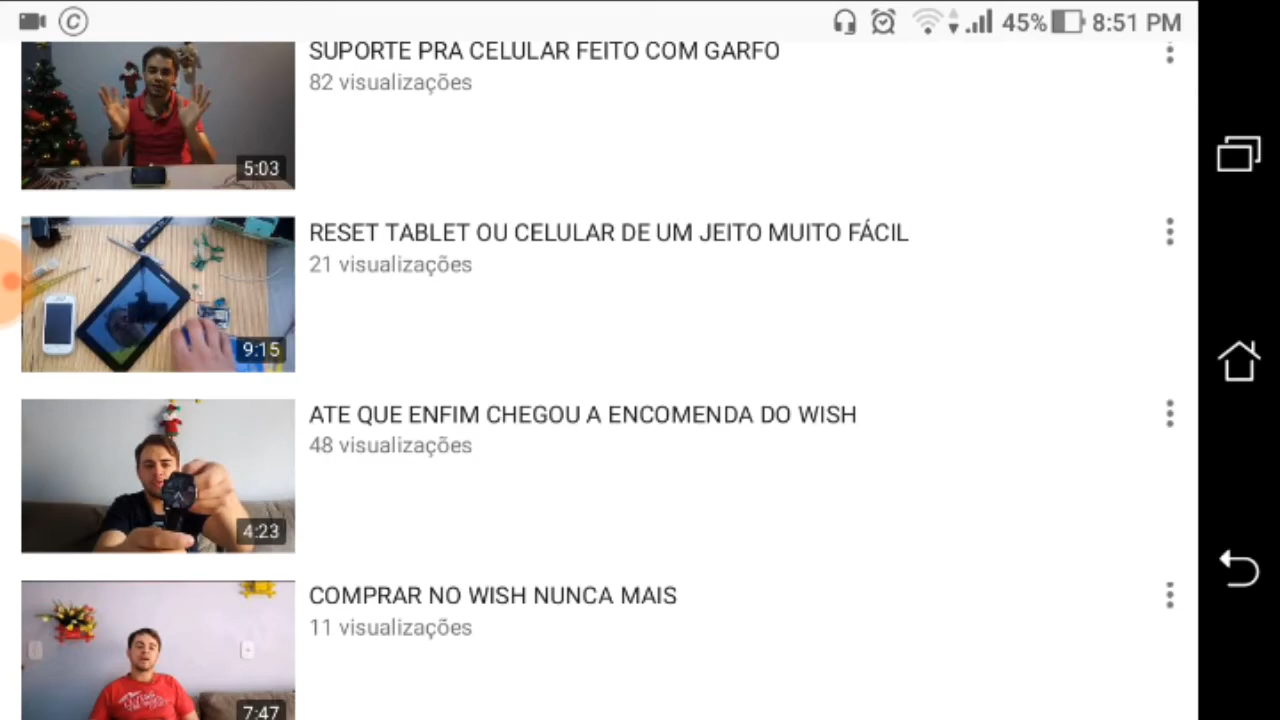 C
45%
8:51 PM
SUPORTE PRA CELULAR FEITO COM GARFO
82 visualizações
5:03
RESET TABLET OU CELULAR DE UM JEITO MUITO FÁCIL
21 visualizações
9:15
ATE QUE ENFIM CHEGOU A ENCOMENDA DO WISH
48 visualizações
4:23
COMPRAR NO WISH NUNCA MAIS
11 visualizações
7:47